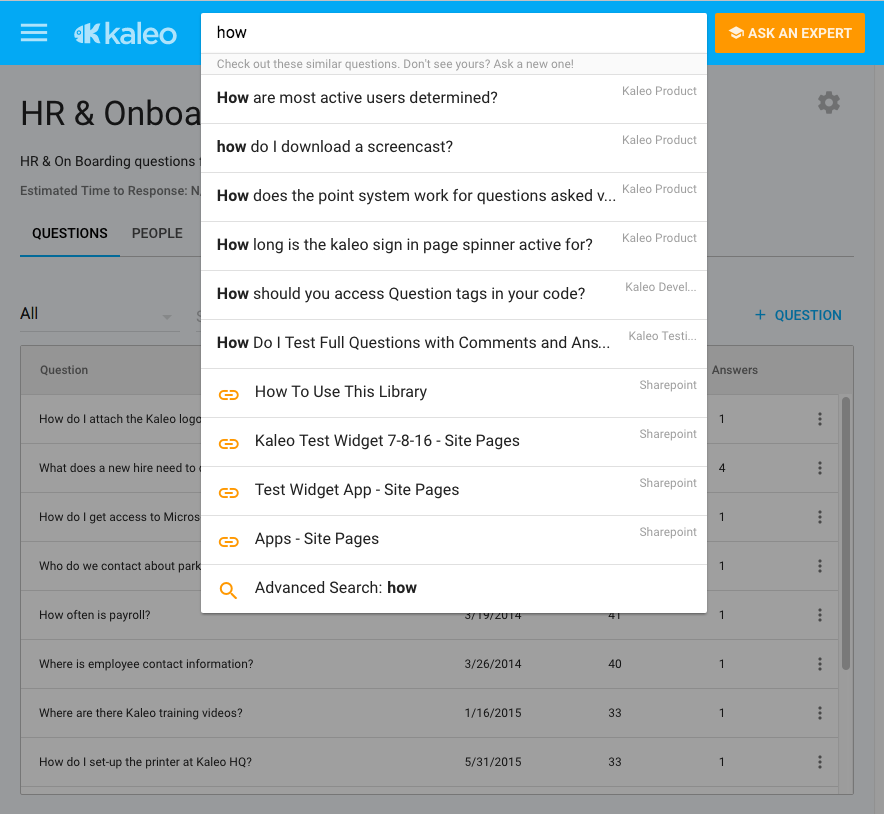 kaleo
how
ASK AN EXPERT
Check out these similar questions. Don't see yours? Ask a new one!
How are most active users determined?
Kaleo Product
how do I download a screencast?
Kaleo Product
How does the point system work for questions asked v...
Kaleo Product
How long is the kaleo sign in page spinner active for?
Kaleo Product
How should you access Question tags in your code?
Kaleo Devel...
How Do I Test Full Questions with Comments and Ans...
Kaleo Testi...
How To Use This Library
Sharepoint
Kaleo Test Widget 7-8-16 - Site Pages
Sharepoint
Test Widget App - Site Pages
Sharepoint
Apps - Site Pages
Sharepoint
Advanced Search: how
HR & Onboa
HR & On Boarding questions
Estimated Time to Response: N
QUESTIONS PEOPLE
All
+ QUESTION
Question Answers
How do I attach the Kaleo logo 1
What does a new hire need to 4
How do I get access to Micros 1
Who do we contact about park 1
How often is payroll? 3/19/2014 41 1
Where is employee contact information? 3/26/2014 40 1
Where are there Kaleo training videos? 1/16/2015 33 1
How do I set-up the printer at Kaleo HQ? 5/31/2015 33 1